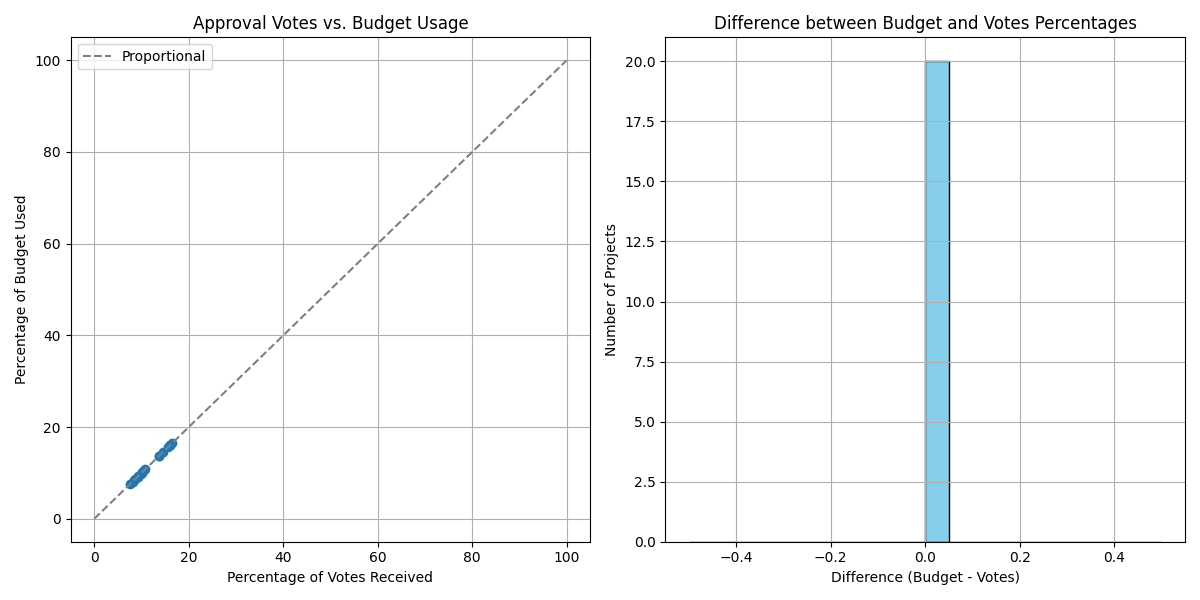 Approval Votes vs. Budget Usage
Proportional
100
80
60
40
20
0
Percentage of Budget Used
0 20 40 60 80 100
Percentage of Votes Received
Difference between Budget and Votes Percentages
20.0
17.5
15.0
12.5
10.0
7.5
5.0
2.5
0.0
Number of Projects
−0.4 −0.2 0.0 0.2 0.4
Difference (Budget - Votes)